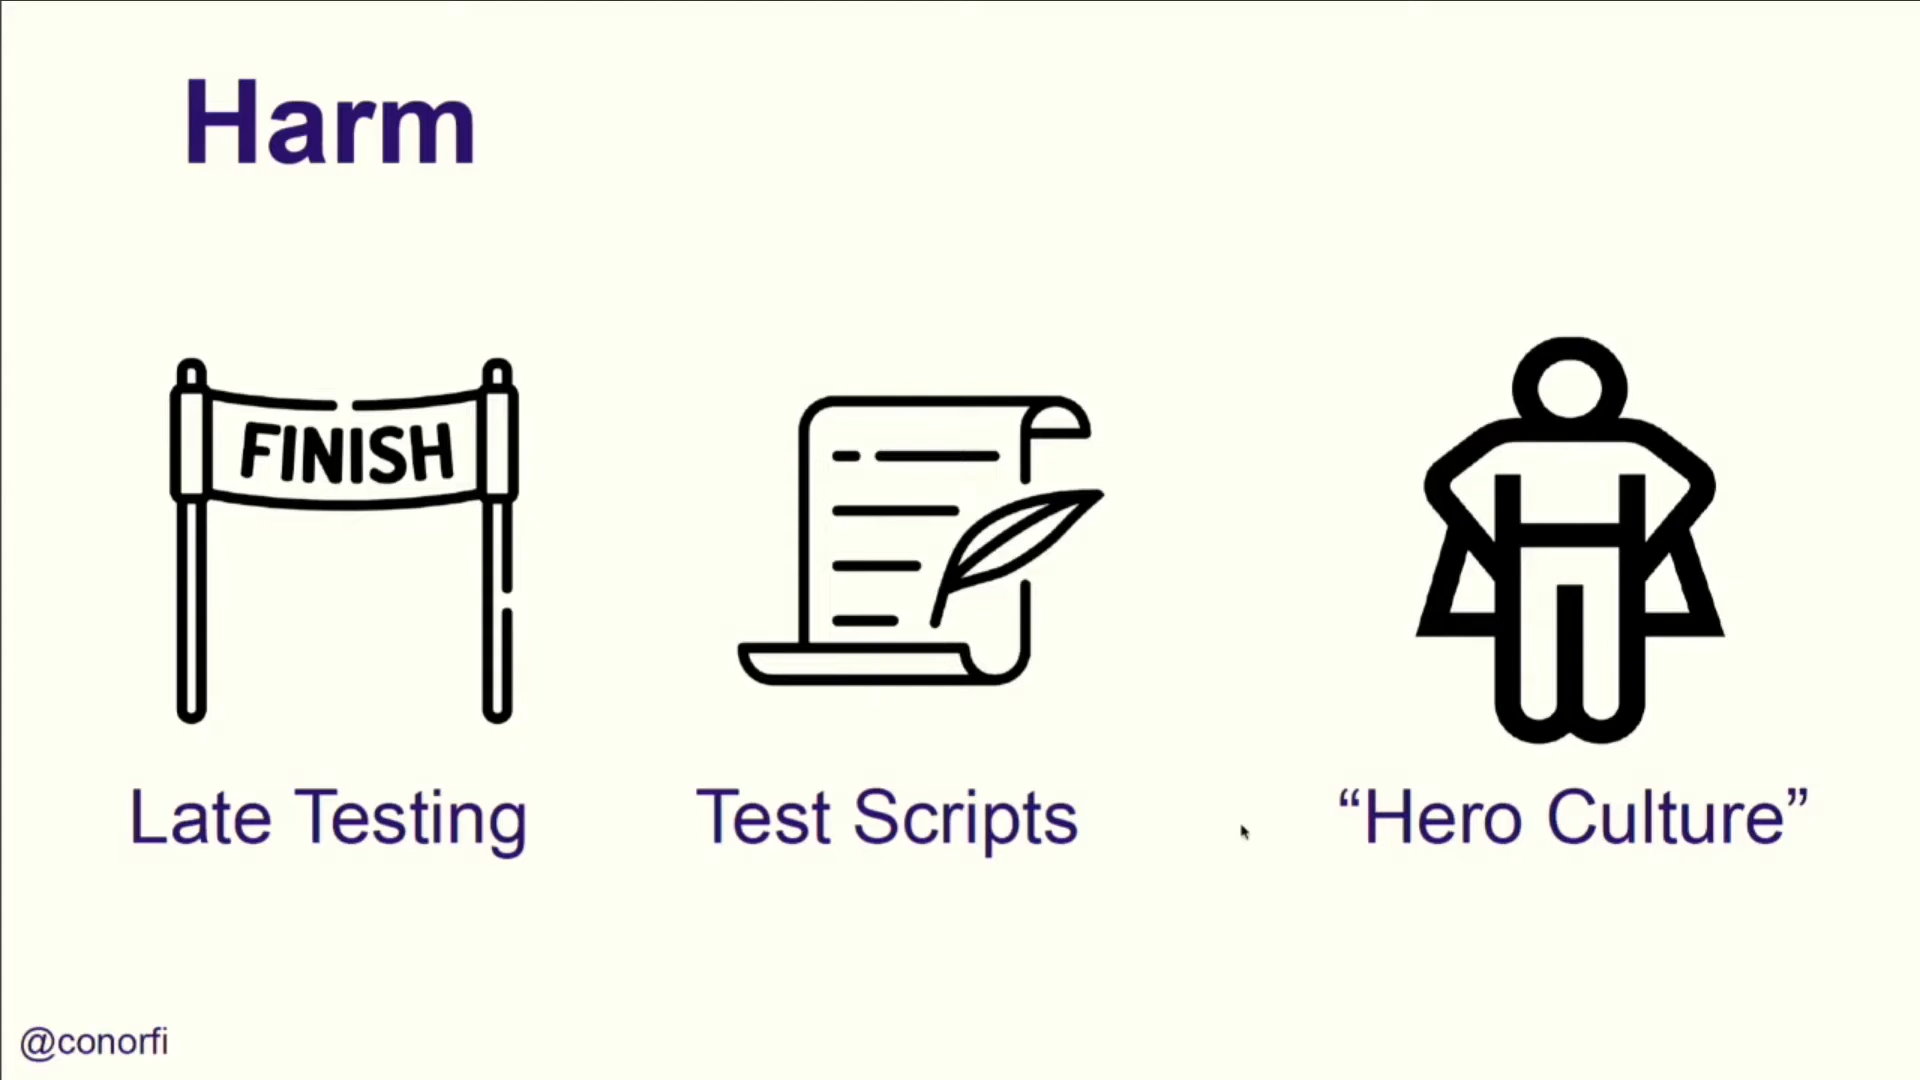 Harm
FINISH
Late Testing
Test Scripts
“Hero Culture”
@conorfi